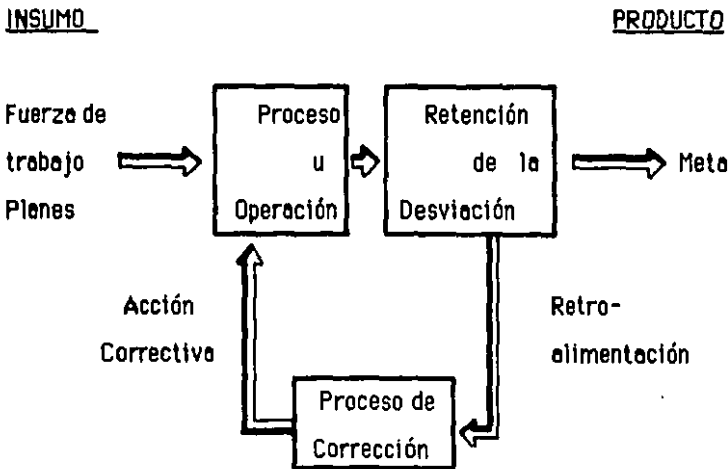 INSUMO
PRODUCTO
Fuerza de
trabajo
Planes
Proceso
u
Operación
Retención
de la
Desviación
Meta
Acción
Correctiva
Retro-
alimentación
Proceso de
Corrección